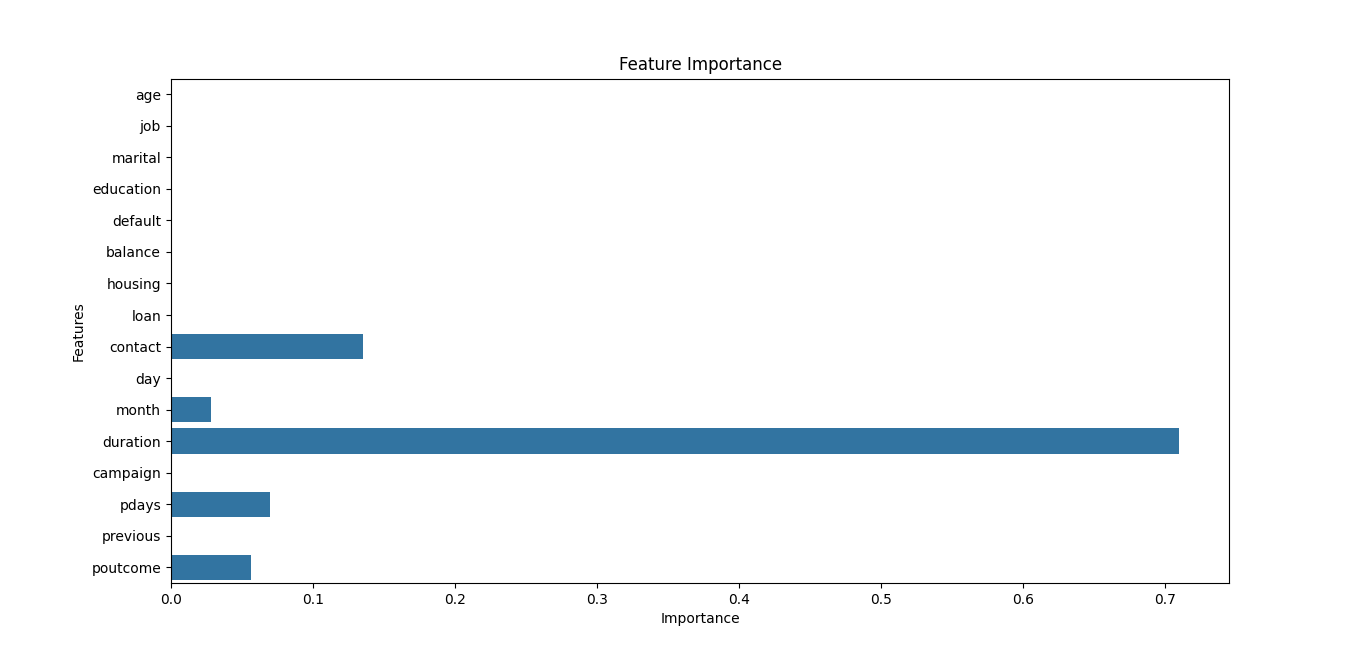 Feature Importance
age
job
marital
education
default
balance
housing
loan
contact
day
month
duration
campaign
pdays
previous
poutcome
Features
0.0 0.1 0.2 0.3 0.4 0.5 0.6 0.7
Importance